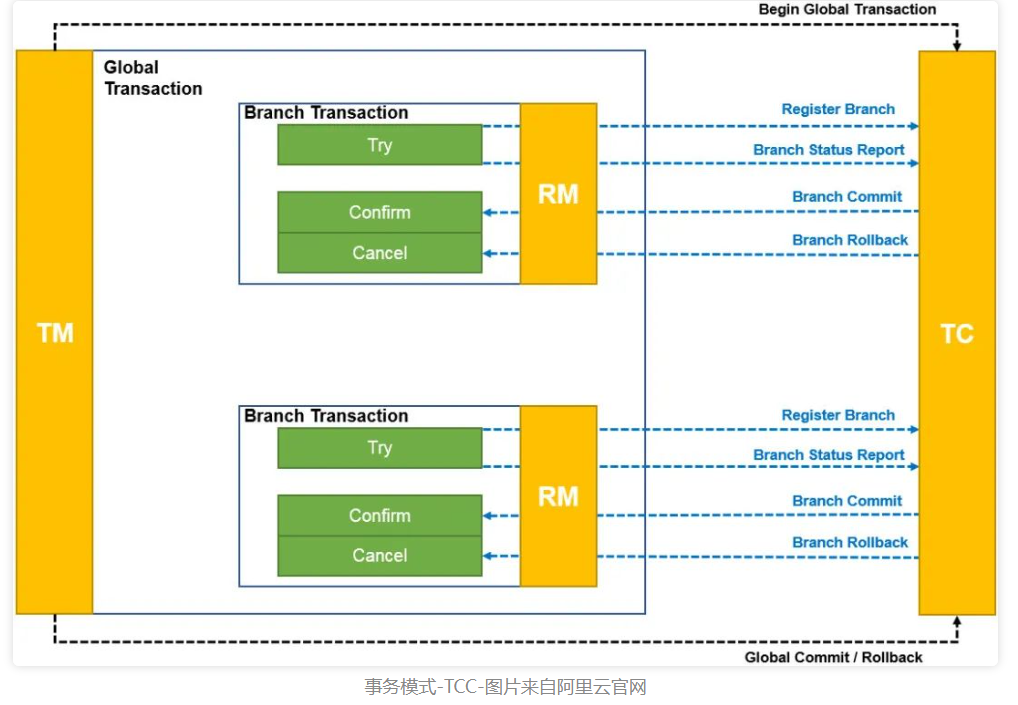 Begin Global Transaction
Global
Transaction
Branch Transaction
Try
Confirm
Cancel
RM
Register Branch
Branch Status Report
Branch Commit
Branch Rollback
TM
TC
Branch Transaction
Try
Confirm
Cancel
RM
Register Branch
Branch Status Report
Branch Commit
Branch Rollback
Global Commit / Rollback
事务模式-TCC-图片来自阿里云官网